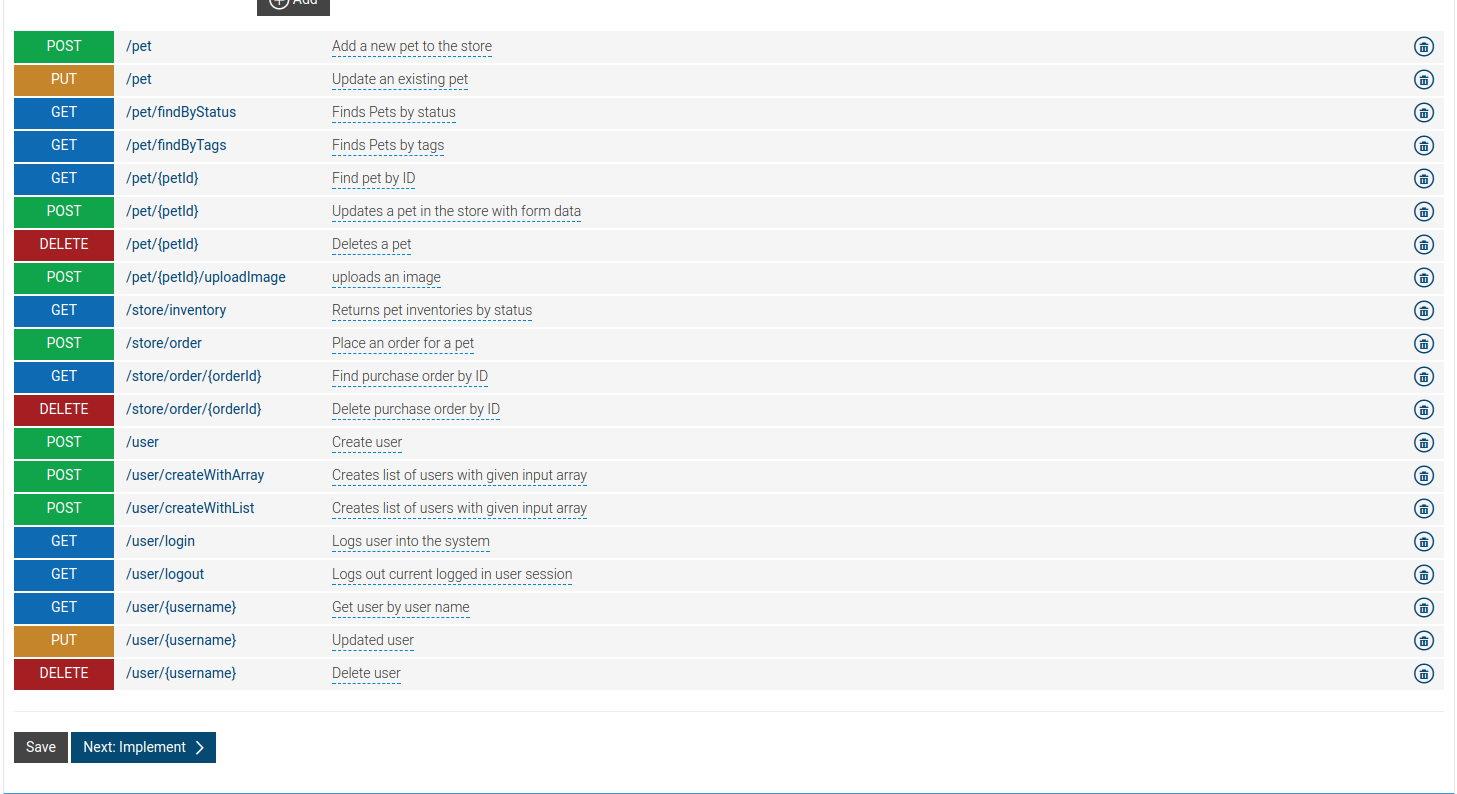 Add
POST /pet Add a new pet to the store
PUT /pet Update an existing pet
GET /pet/findByStatus Finds Pets by status
GET /pet/findByTags Finds Pets by tags
GET /pet/{petId} Find pet by ID
POST /pet/{petId} Updates a pet in the store with form data
DELETE /pet/{petId} Deletes a pet
POST /pet/{petId}/uploadImage uploads an image
GET /store/inventory Returns pet inventories by status
POST /store/order Place an order for a pet
GET /store/order/{orderId} Find purchase order by ID
DELETE /store/order/{orderId} Delete purchase order by ID
POST /user Create user
POST /user/createWithArray Creates list of users with given input array
POST /user/createWithList Creates list of users with given input array
GET /user/login Logs user into the system
GET /user/logout Logs out current logged in user session
GET /user/{username} Get user by user name
PUT /user/{username} Updated user
DELETE /user/{username} Delete user
Save Next: Implement